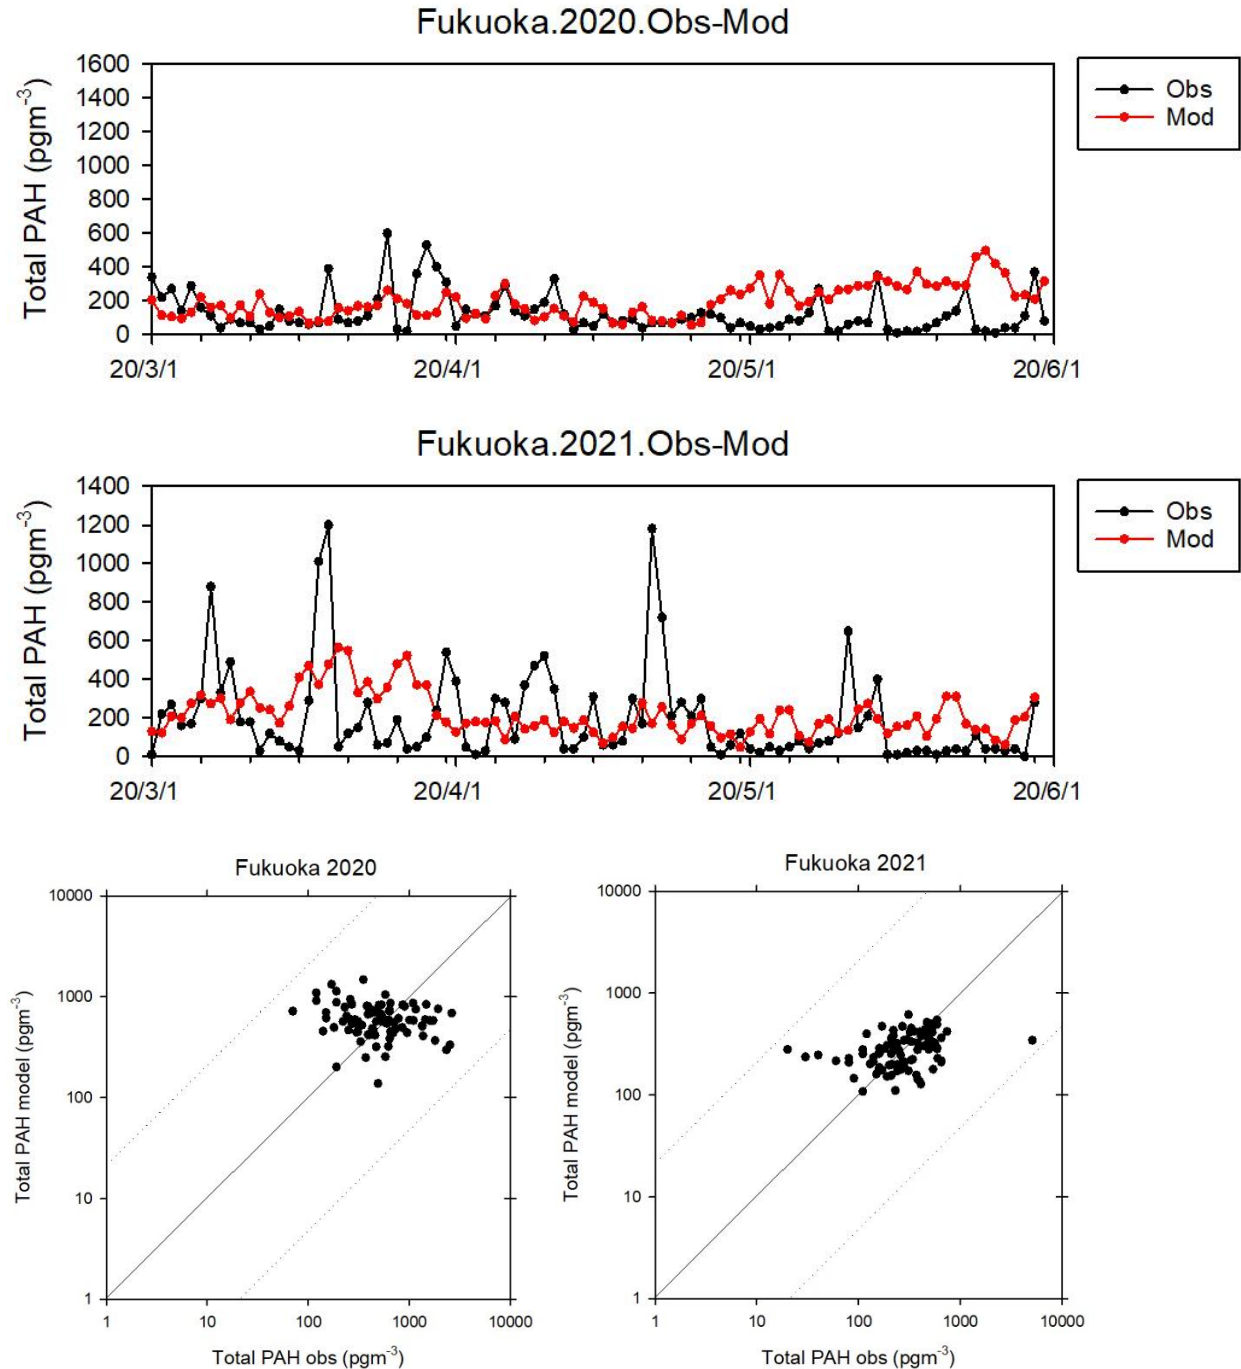 Fukuoka.2020.Obs-Mod
Total PAH (pgm⁻³)
1600
1400
1200
1000
800
600
400
200
0
20/3/1 20/4/1 20/5/1 20/6/1
Obs
Mod
Fukuoka.2021.Obs-Mod
Total PAH (pgm⁻³)
1400
1200
1000
800
600
400
200
0
20/3/1 20/4/1 20/5/1 20/6/1
Obs
Mod
Fukuoka 2020
Total PAH model (pgm⁻³)
10000
1000
100
10
1
1 10 100 1000 10000
Total PAH obs (pgm⁻³)
Fukuoka 2021
Total PAH model (pgm⁻³)
10000
1000
100
10
1
1 10 100 1000 10000
Total PAH obs (pgm⁻³)